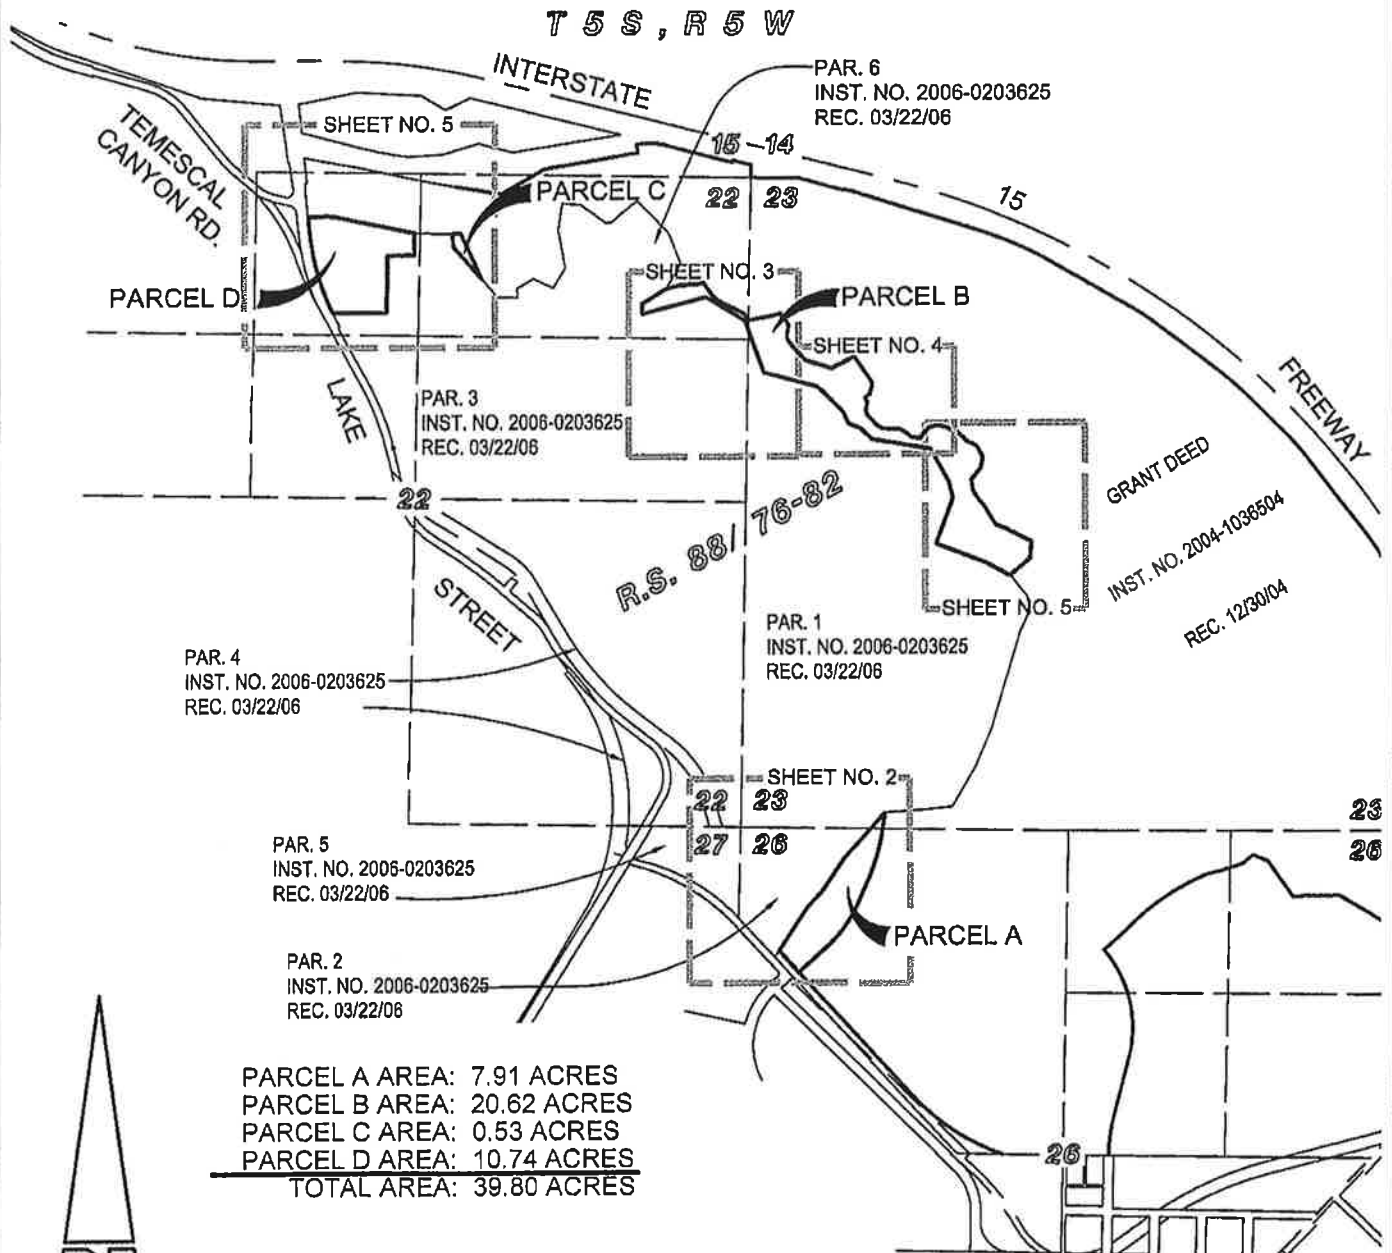 T 5 S , R 5 W
INTERSTATE
PAR. 6
INST. NO. 2006-0203625
REC. 03/22/06
TEMESCAL
CANYON RD.
SHEET NO. 5
15 14
22 23
PARCEL C
15
SHEET NO. 3
PARCEL D
PARCEL B
SHEET NO. 4
FREEWAY
LAKE
PAR. 3
INST. NO. 2006-0203625
REC. 03/22/06
22
R.S. 88/ 76-82
GRANT DEED
INST. NO. 2004-1036504
REC. 12/30/04
STREET
SHEET NO. 5
PAR. 1
INST. NO. 2006-0203625
REC. 03/22/06
PAR. 4
INST. NO. 2006-0203625
REC. 03/22/06
SHEET NO. 2
22 23
27 26
23
26
PAR. 5
INST. NO. 2006-0203625
REC. 03/22/06
PARCEL A
PAR. 2
INST. NO. 2006-0203625
REC. 03/22/06
PARCEL A AREA: 7.91 ACRES
PARCEL B AREA: 20.62 ACRES
PARCEL C AREA: 0.53 ACRES
PARCEL D AREA: 10.74 ACRES
TOTAL AREA: 39.80 ACRES
26